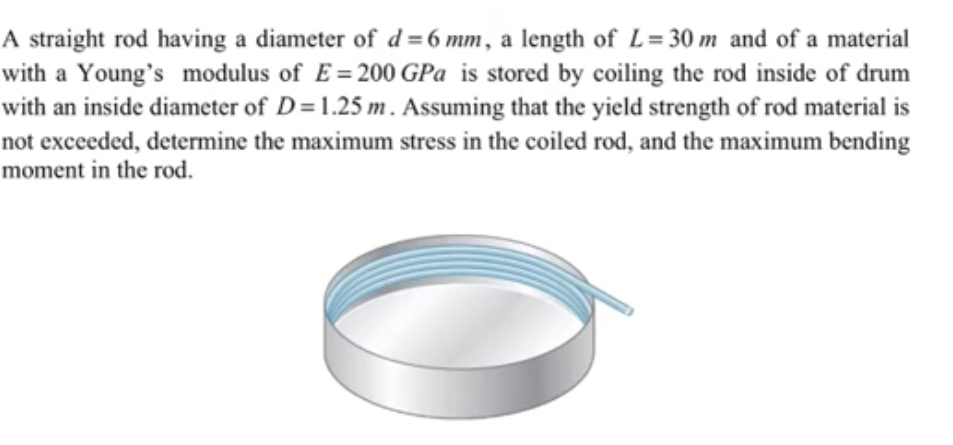 A straight rod having a diameter of d = 6 mm, a length of L = 30 m and of a material
with a Young's modulus of E = 200 GPa is stored by coiling the rod inside of drum
with an inside diameter of D = 1.25 m. Assuming that the yield strength of rod material is
not exceeded, determine the maximum stress in the coiled rod, and the maximum bending
moment in the rod.